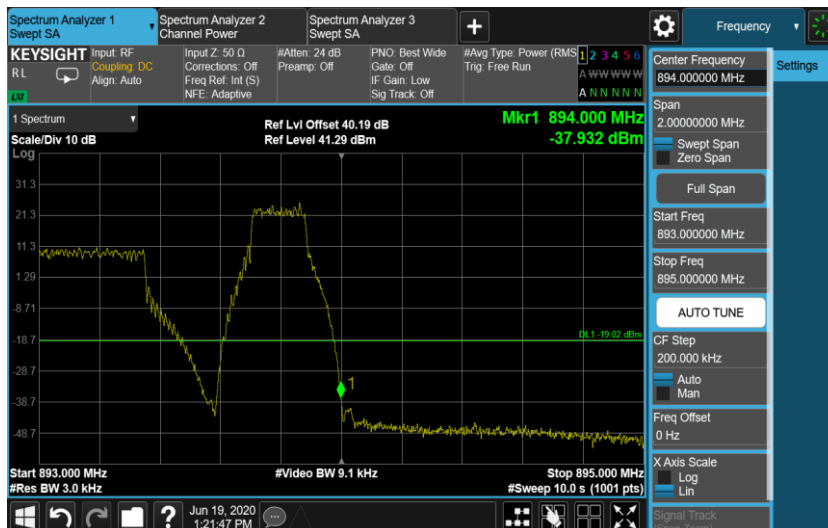 Spectrum Analyzer 1
Swept SA
Spectrum Analyzer 2
Channel Power
Spectrum Analyzer 3
Swept SA
Frequency
KEYSIGHT
RL
LXI
Input: RF
Coupling: DC
Align: Auto
Input Z: 50 Ω
Corrections: Off
Freq Ref: Int (S)
NFE: Adaptive
#Atten: 24 dB
Preamp: Off
PNO: Best Wide
Gate: Off
IF Gain: Low
Sig Track: Off
#Avg Type: Power (RMS
Trig: Free Run
1 2 3 4 5 6
A W W W W W
A N N N N N
1 Spectrum
Scale/Div 10 dB
Ref Lvl Offset 40.19 dB
Ref Level 41.29 dBm
Mkr1 894.000 MHz
-37.932 dBm
Log
31.3
21.3
11.3
1.29
-8.71
-18.7
-28.7
-38.7
-48.7
DL1 -19.02 dBm
1
Start 893.000 MHz
#Res BW 3.0 kHz
#Video BW 9.1 kHz
Stop 895.000 MHz
#Sweep 10.0 s (1001 pts)
Jun 19, 2020
1:21:47 PM
Center Frequency
894.000000 MHz
Settings
Span
2.00000000 MHz
Swept Span
Zero Span
Full Span
Start Freq
893.000000 MHz
Stop Freq
895.000000 MHz
AUTO TUNE
CF Step
200.000 kHz
Auto
Man
Freq Offset
0 Hz
X Axis Scale
Log
Lin
Signal Track